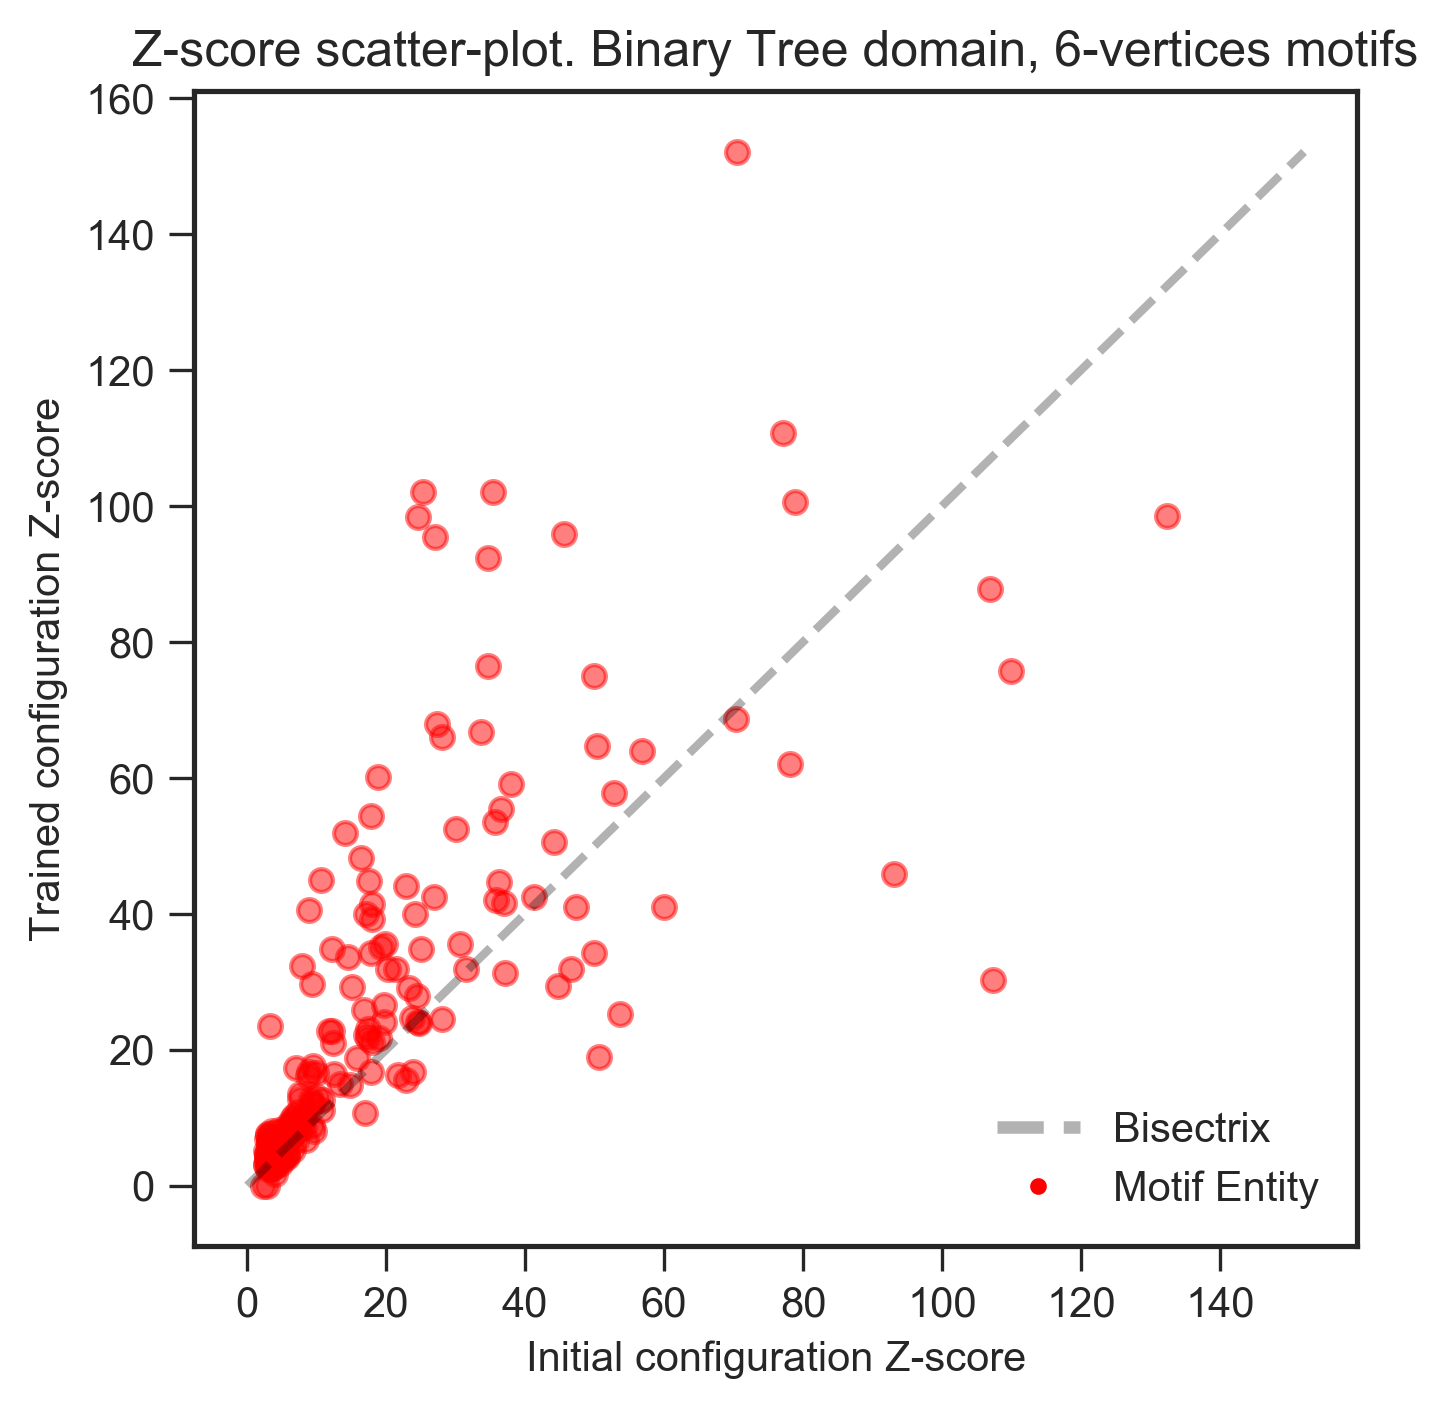 Z-score scatter-plot. Binary Tree domain, 6-vertices motifs
160
140
120
100
80
60
40
20
0
Trained configuration Z-score
Bisectrix
Motif Entity
0 20 40 60 80 100 120 140
Initial configuration Z-score